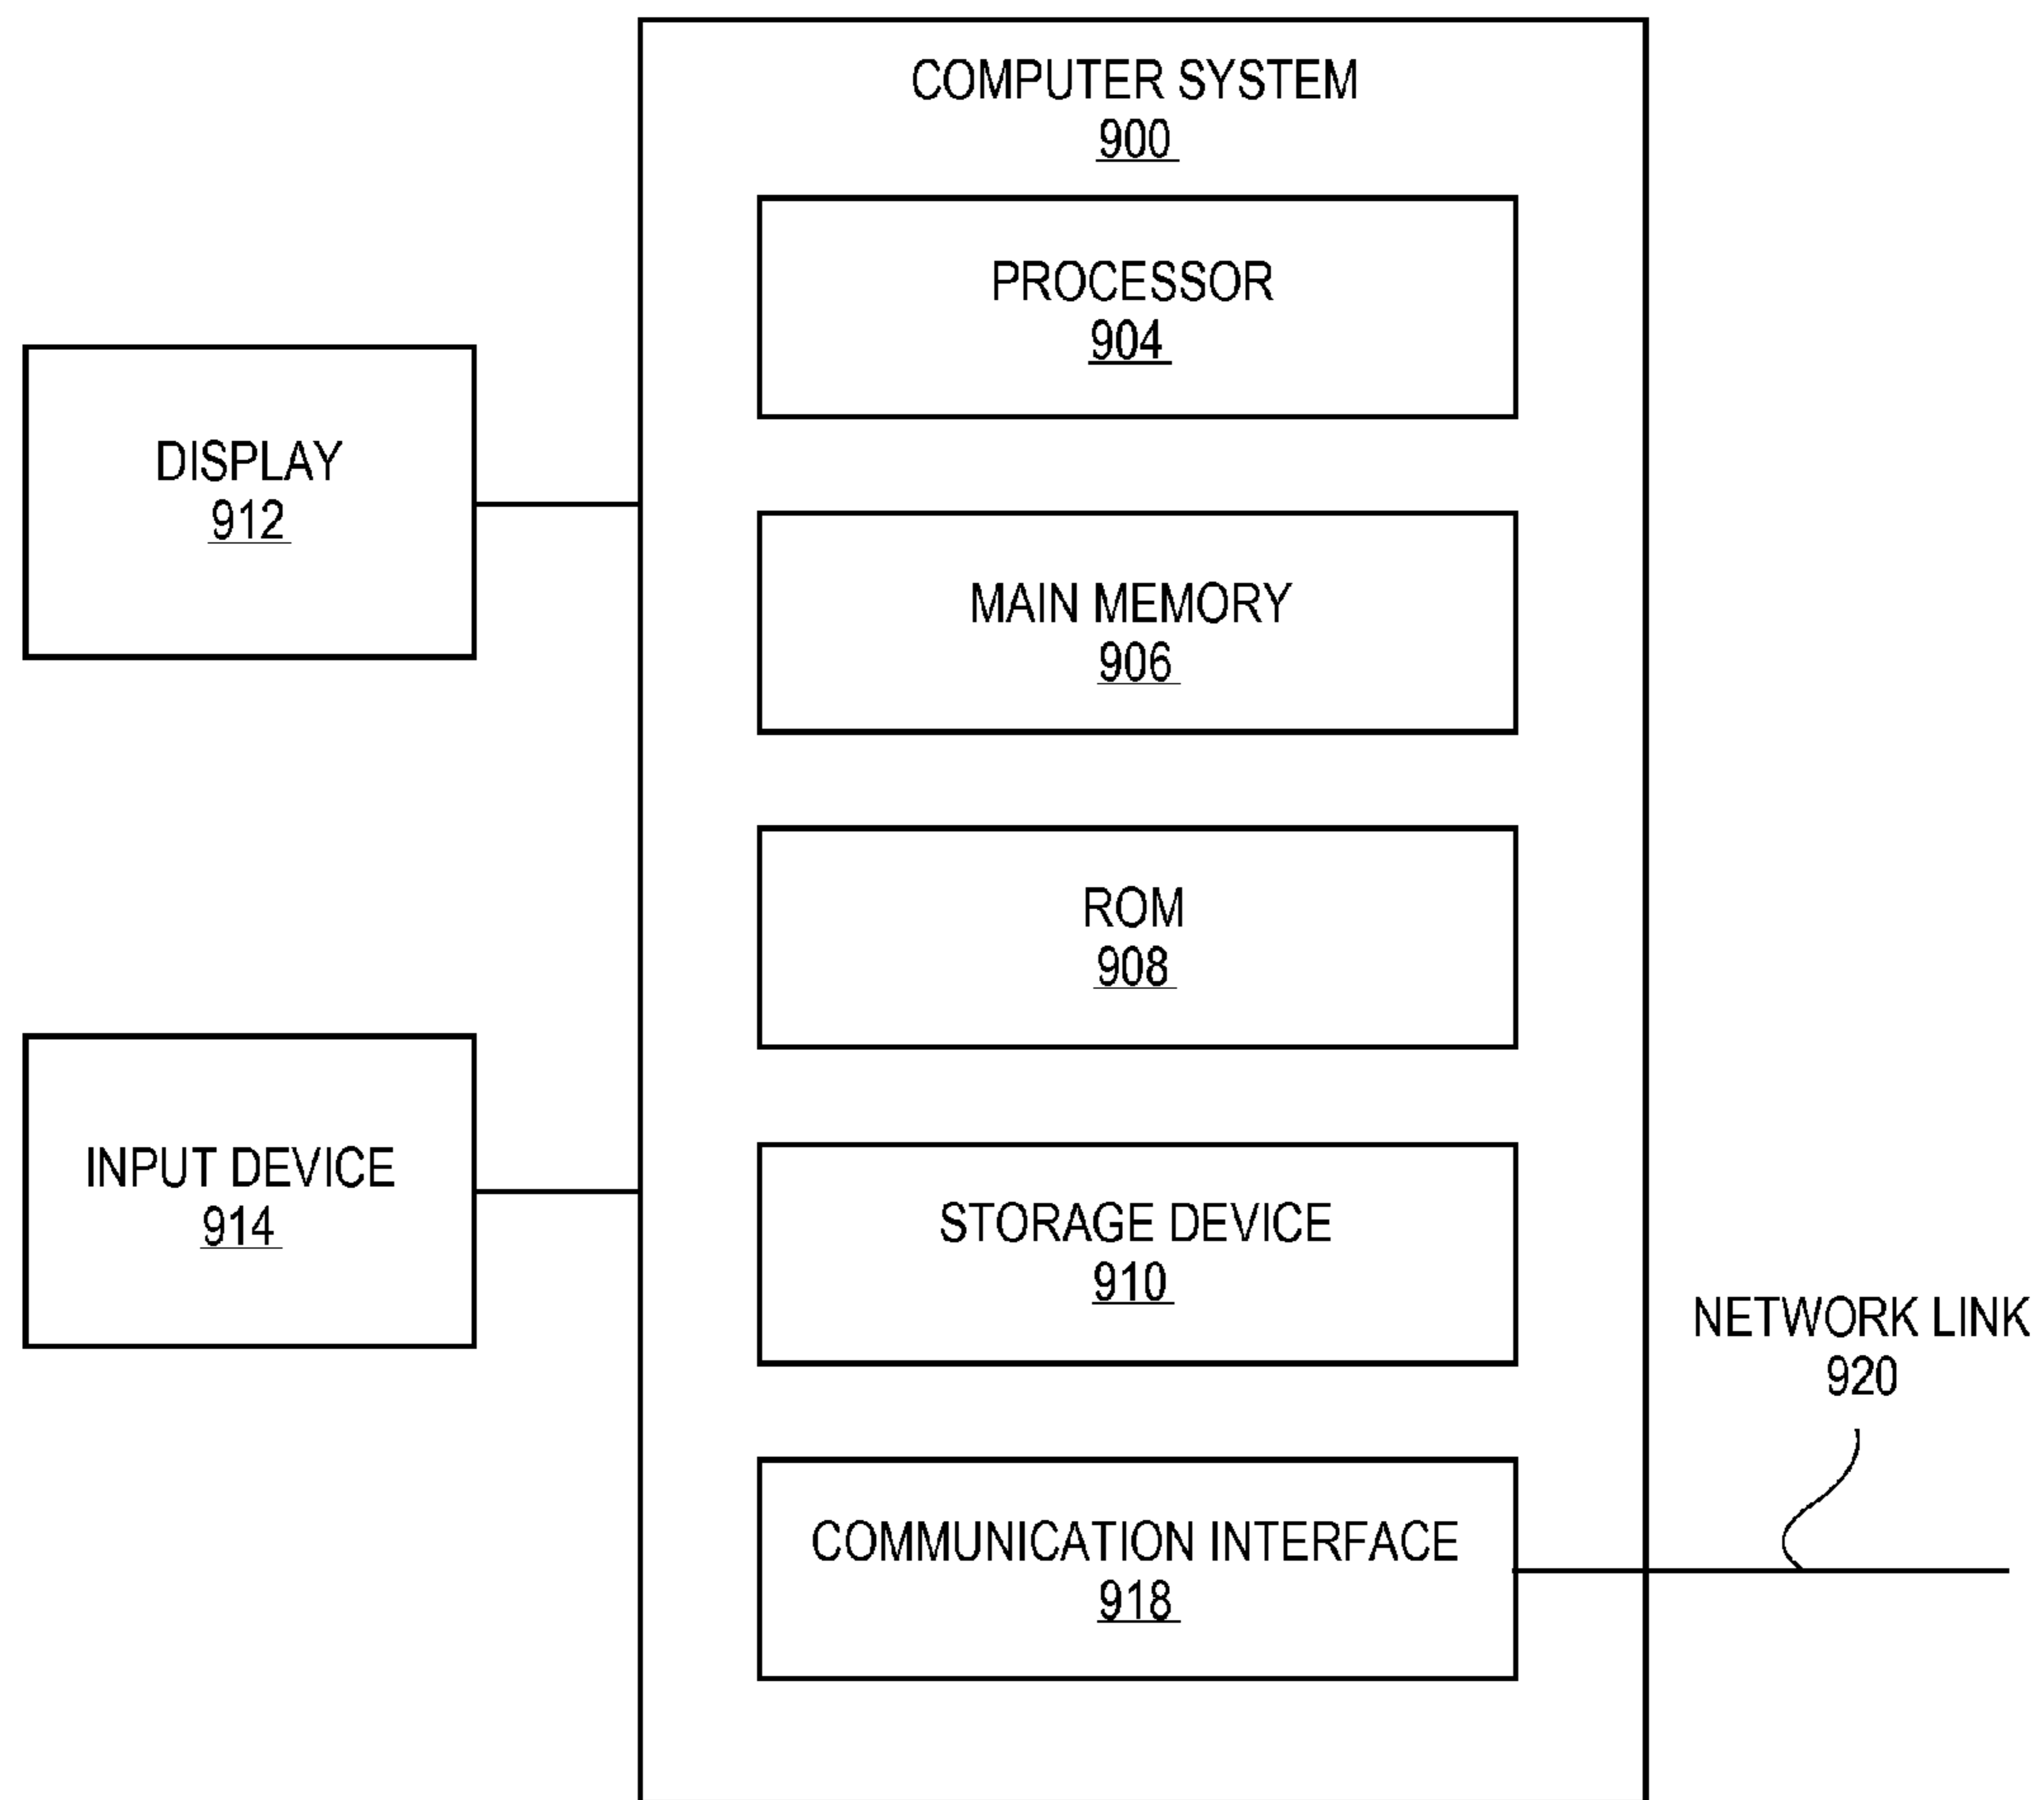 COMPUTER SYSTEM
900
PROCESSOR
904
DISPLAY
912
MAIN MEMORY
906
ROM
908
INPUT DEVICE
914
STORAGE DEVICE
910
NETWORK LINK
920
COMMUNICATION INTERFACE
918